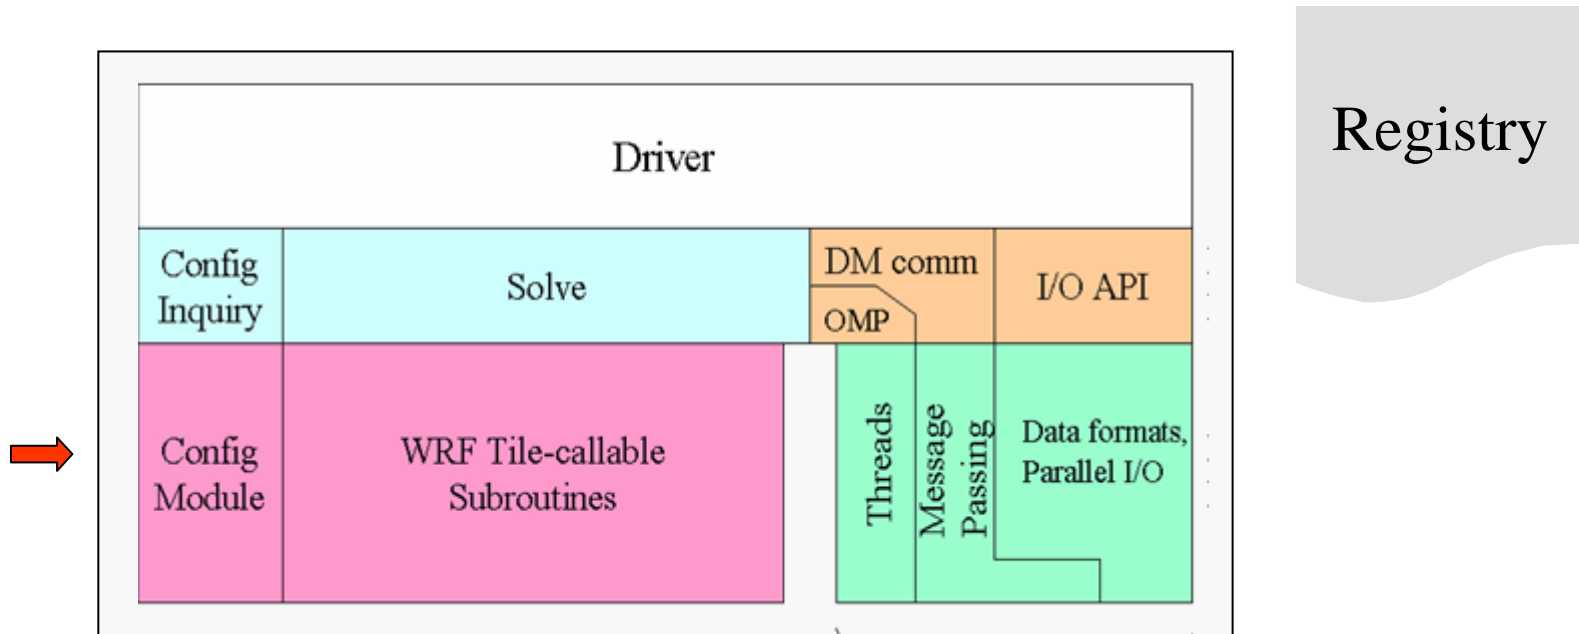 Registry
Driver
Config
Inquiry
Solve
DM comm
OMP
I/O API
Config
Module
WRF Tile-callable
Subroutines
Threads
Message
Passing
Data formats,
Parallel I/O